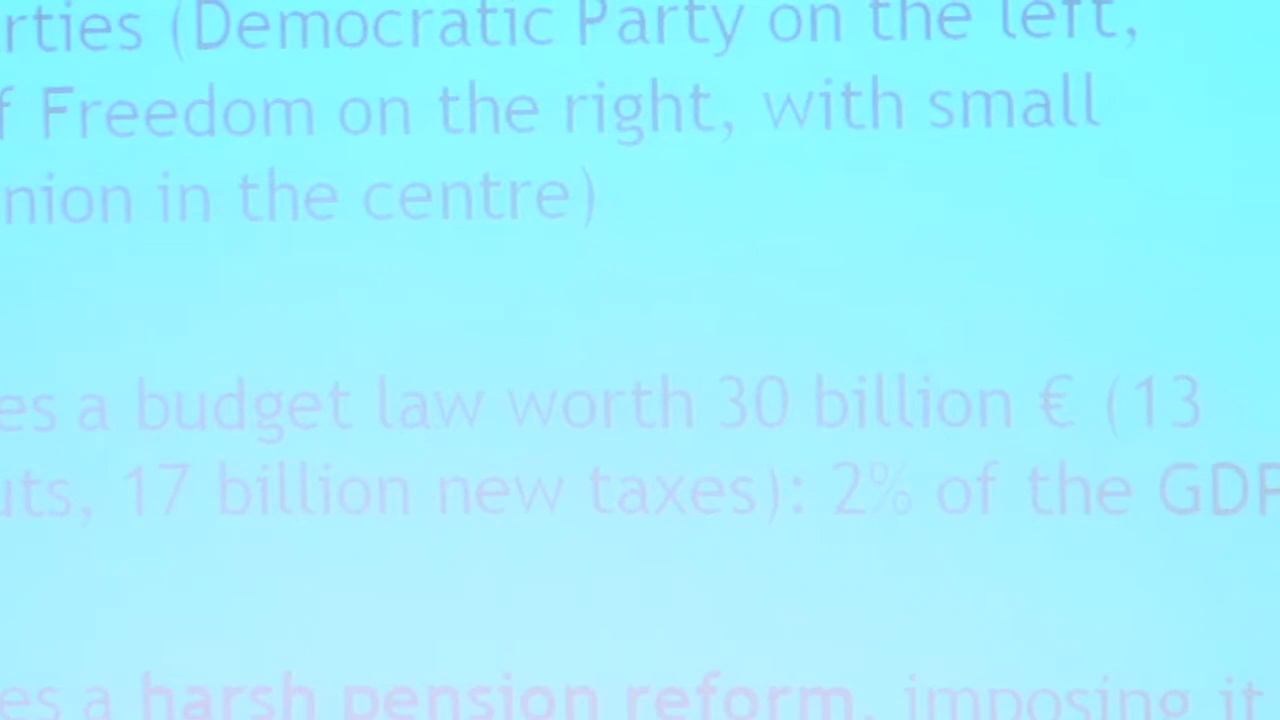 rties (Democratic Party on the left,
f Freedom on the right, with small
nion in the centre)
es a budget law worth 30 billion € (13
uts, 17 billion new taxes): 2% of the GDP
es a harsh pension reform, imposing it